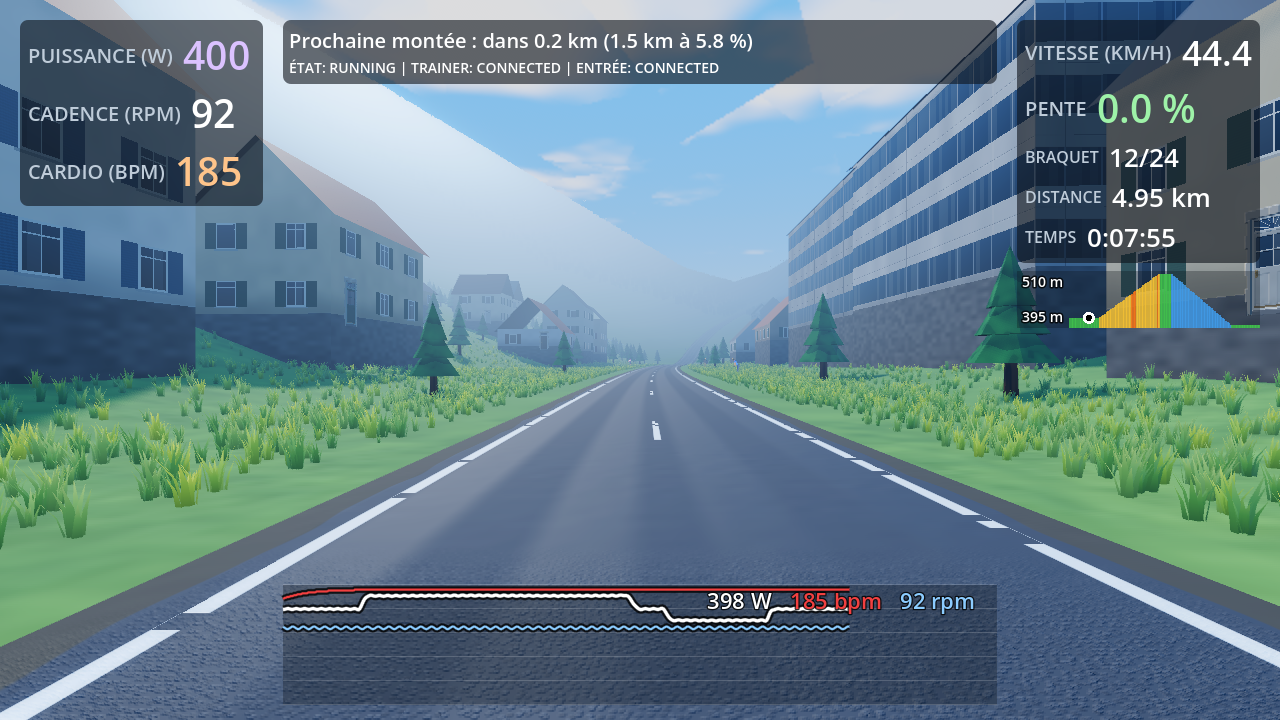 PUISSANCE (W) 400
CADENCE (RPM) 92
CARDIO (BPM) 185
Prochaine montée : dans 0.2 km (1.5 km à 5.8 %)
ÉTAT: RUNNING | TRAINER: CONNECTED | ENTRÉE: CONNECTED
VITESSE (KM/H) 44.4
PENTE 0.0 %
BRAQUET 12/24
DISTANCE 4.95 km
TEMPS 0:07:55
510 m
395 m
398 W 185 bpm 92 rpm